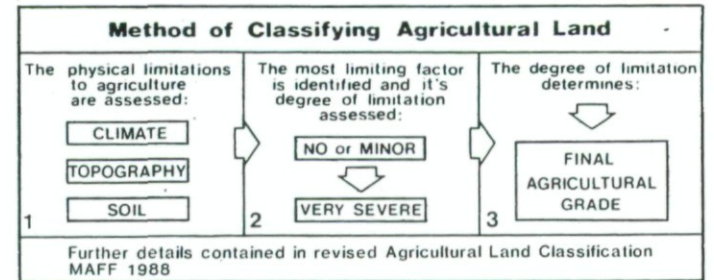 Method of Classifying Agricultural Land
The physical limitations
to agriculture
are assessed:
CLIMATE
TOPOGRAPHY
SOIL
1
The most limiting factor
is identified and it's
degree of limitation
assessed:
NO or MINOR
VERY SEVERE
2
The degree of limitation
determines:
FINAL
AGRICULTURAL
GRADE
3
Further details contained in revised Agricultural Land Classification
MAFF 1988